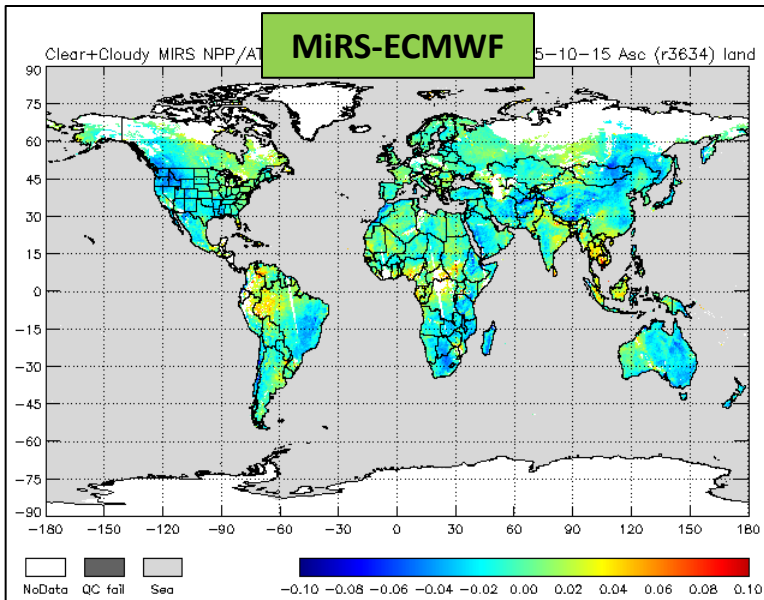 MiRS-ECMWF
Clear+Cloudy MIRS NPP/AT 5-10-15 Asc (r3634) land
90
75
60
45
30
15
0
-15
-30
-45
-60
-75
-90
-180 -150 -120 -90 -60 -30 0 30 60 90 120 150 180
NoData QC fail Sea
-0.10 -0.08 -0.06 -0.04 -0.02 0.00 0.02 0.04 0.06 0.08 0.10